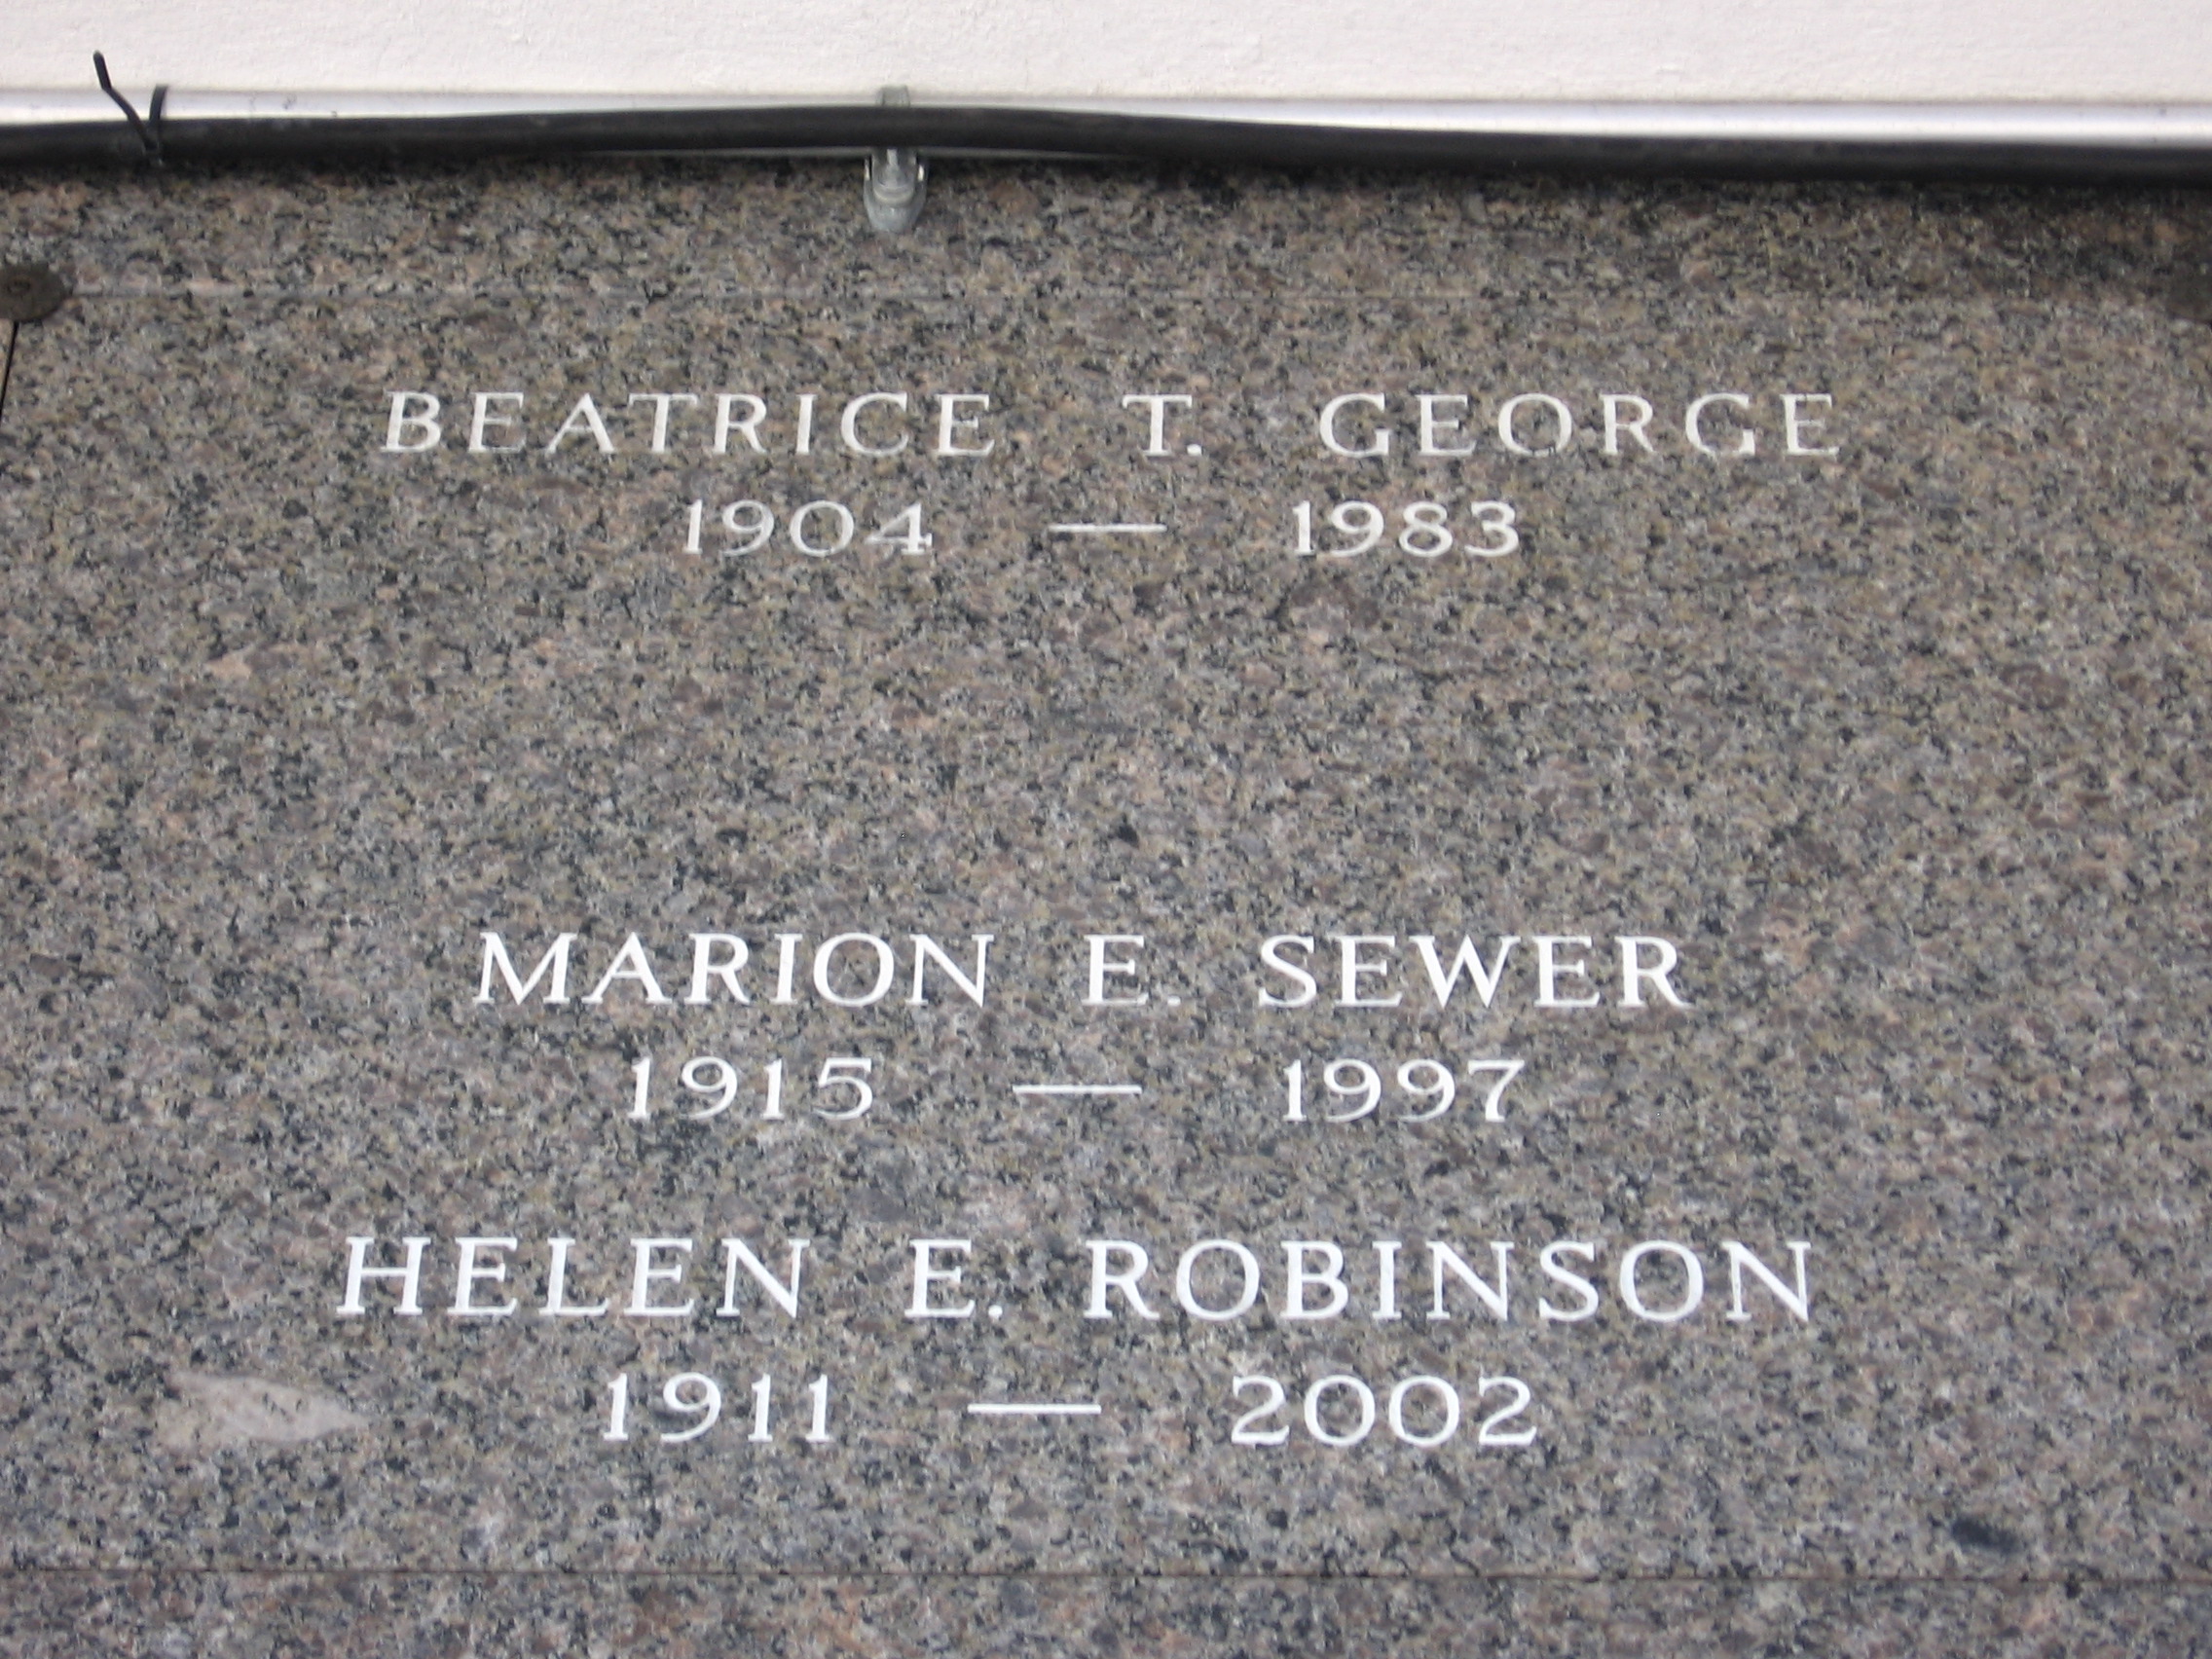 BEATRICE T. GEORGE
1904 — 1983
MARION E. SEWER
1915 — 1997
HELEN E. ROBINSON
1911 — 2002